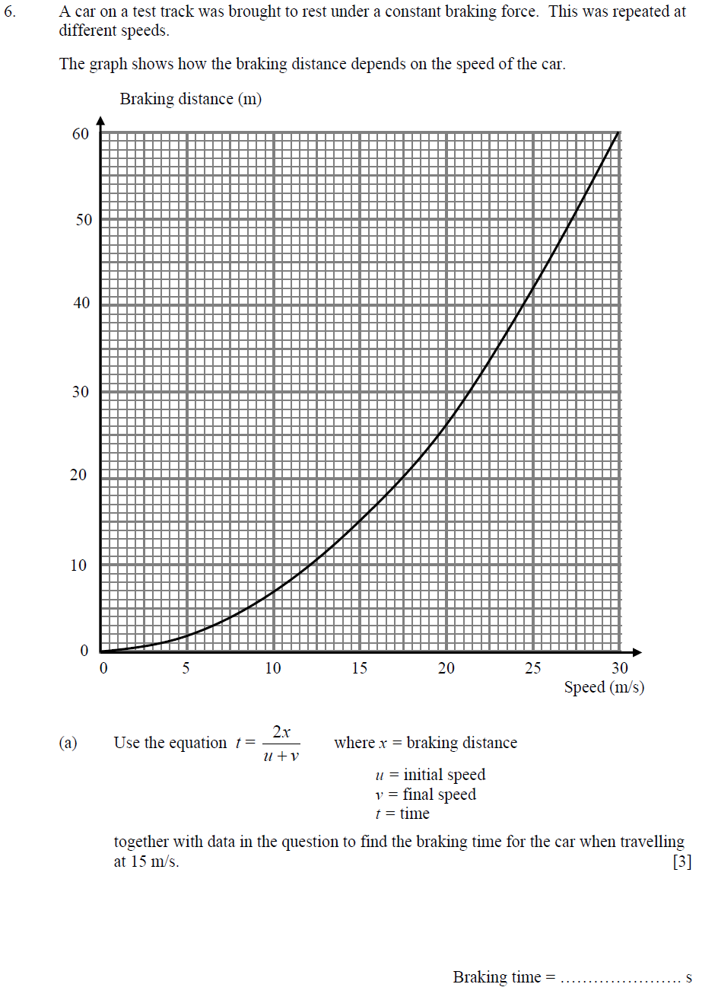 6. A car on a test track was brought to rest under a constant braking force. This was repeated at
different speeds.
The graph shows how the braking distance depends on the speed of the car.
Braking distance (m)
60
50
40
30
20
10
0
0 5 10 15 20 25 30
Speed (m/s)
(a) Use the equation t = 2x / u + v where x = braking distance
u = initial speed
v = final speed
t = time
together with data in the question to find the braking time for the car when travelling
at 15 m/s. [3]
Braking time = ...................... s